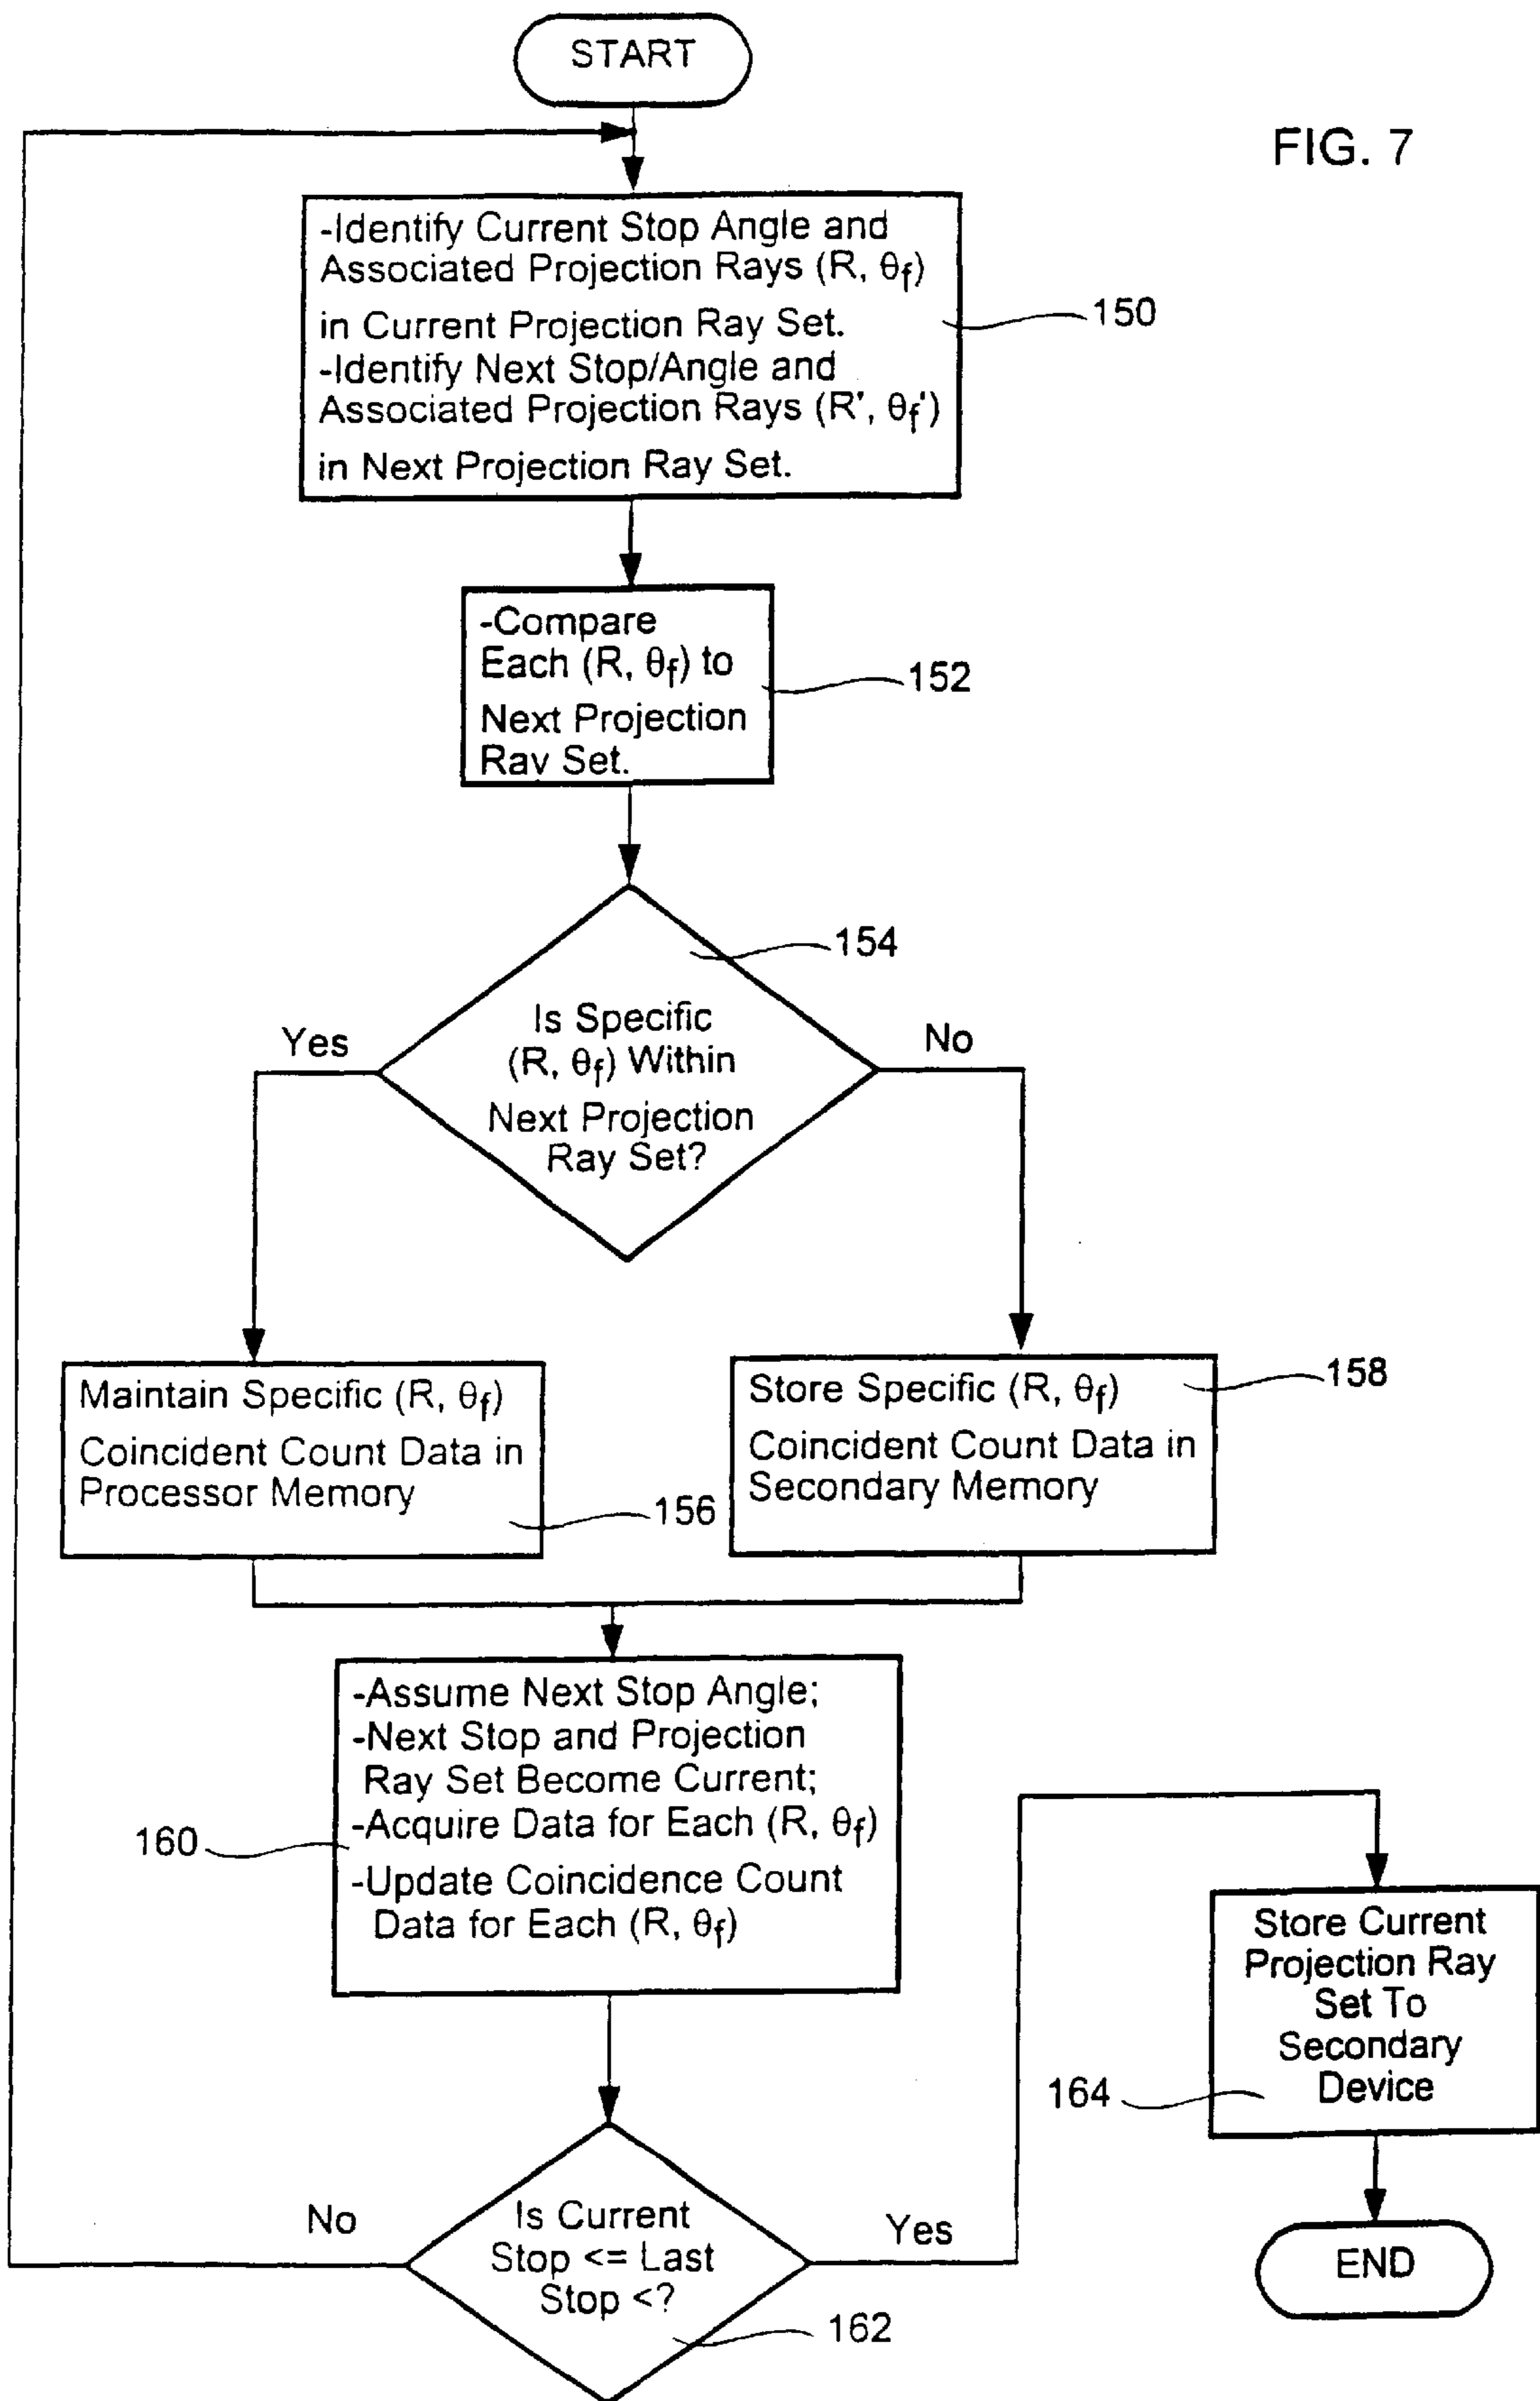 START
FIG. 7
-Identify Current Stop Angle and
Associated Projection Rays (R, θf)
in Current Projection Ray Set.
-Identify Next Stop/Angle and
Associated Projection Rays (R', θf')
in Next Projection Ray Set.
150
-Compare
Each (R, θf) to
Next Projection
Rav Set.
152
154
Is Specific
(R, θf) Within
Next Projection
Ray Set?
Yes
No
Maintain Specific (R, θf)
Coincident Count Data in
Processor Memory
156
Store Specific (R, θf)
Coincident Count Data in
Secondary Memory
158
-Assume Next Stop Angle;
-Next Stop and Projection
Ray Set Become Current;
-Acquire Data for Each (R, θf)
-Update Coincidence Count
Data for Each (R, θf)
160
Is Current
Stop <= Last
Stop <?
No
Yes
162
Store Current
Projection Ray
Set To
Secondary
Device
164
END